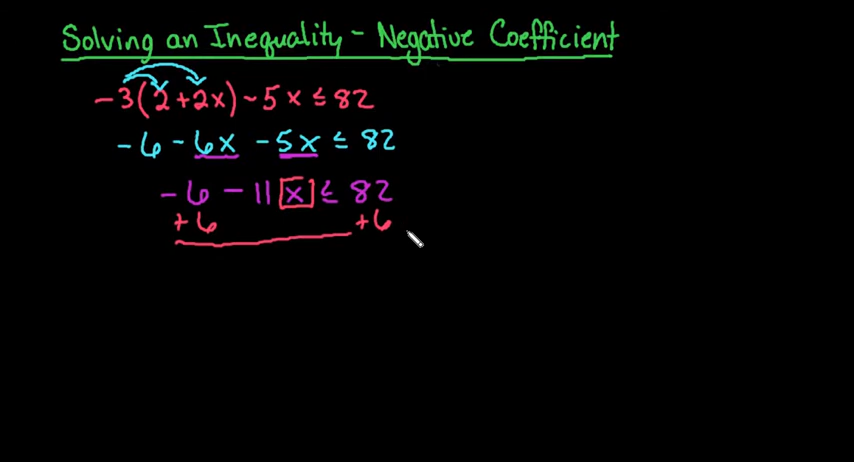 Solving an Inequality - Negative Coefficient
-3(2+2x)-5x≤82
-6-6x-5x≤82
-6-11x≤82
+6 +6